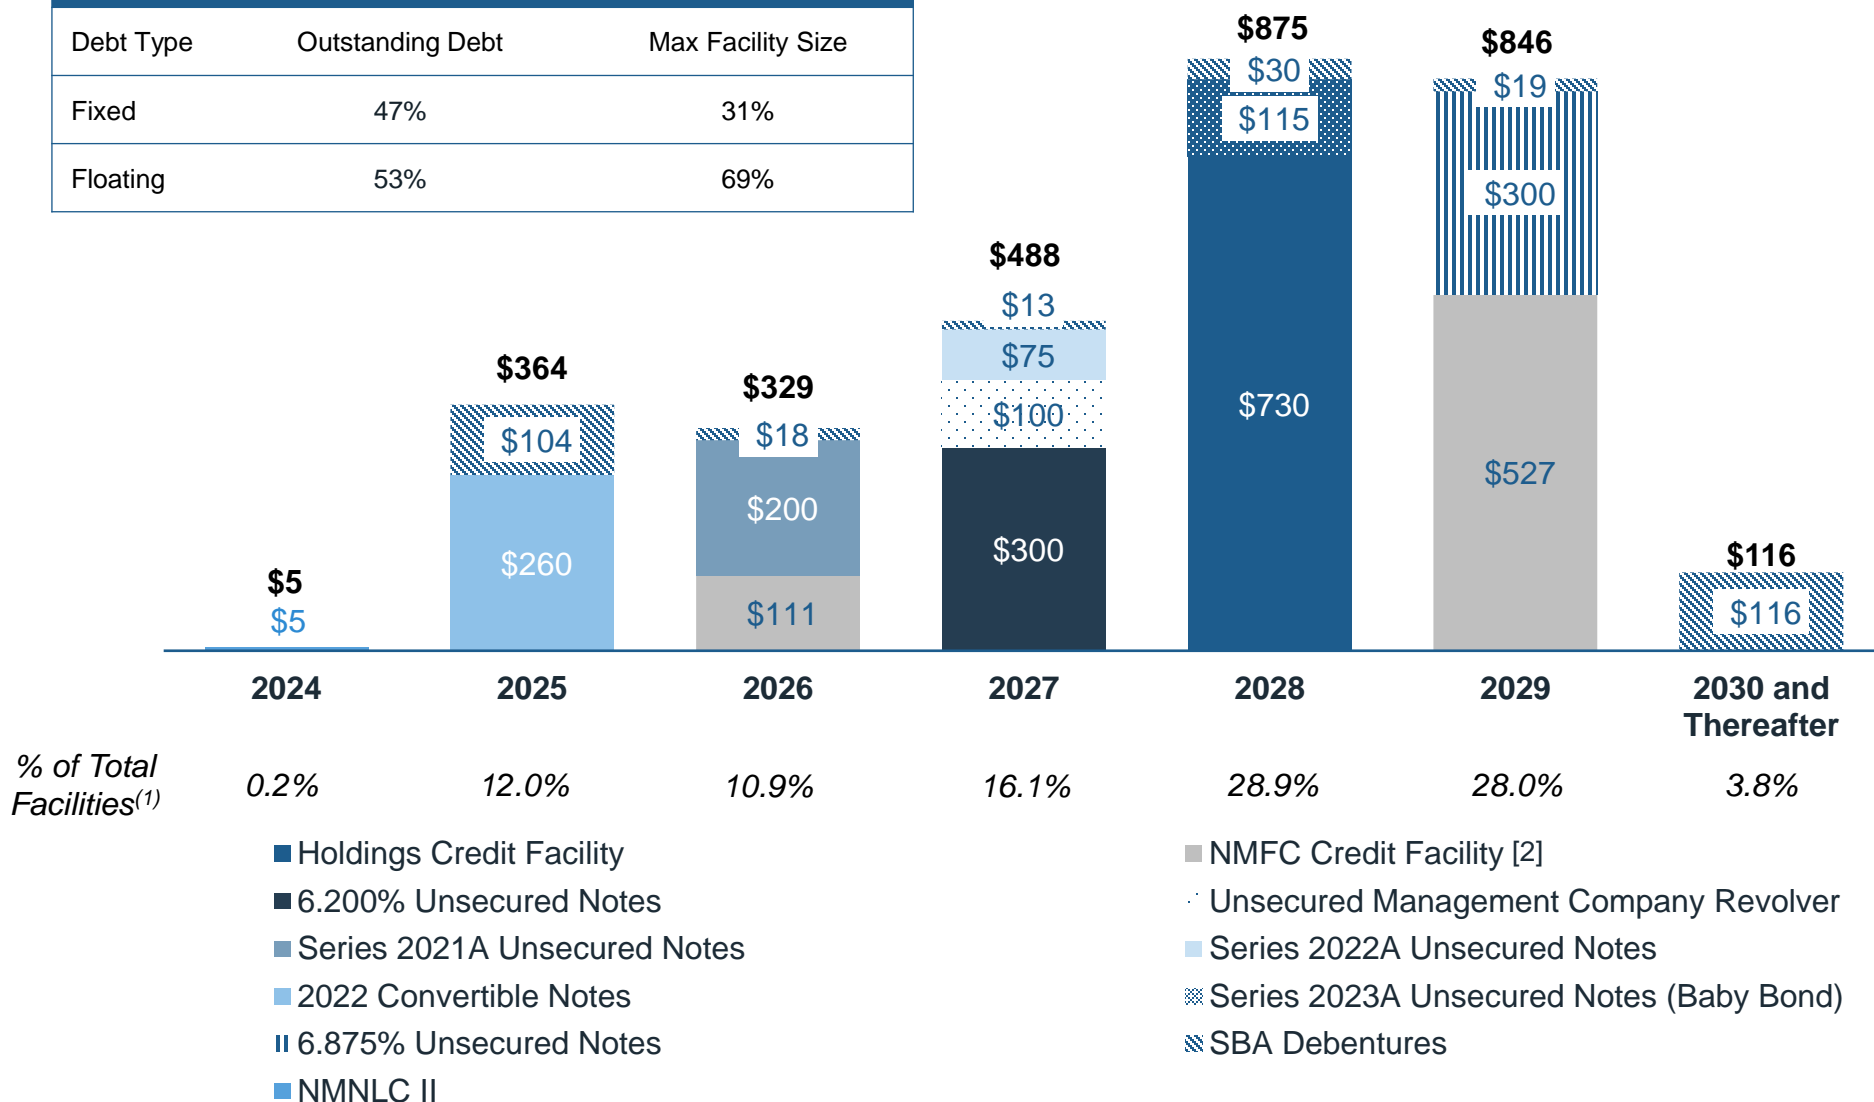 Debt Type Outstanding Debt Max Facility Size
Fixed 47% 31%
Floating 53% 69%
$5
$5
$364
$104
$260
$329
$18
$200
$111
$488
$13
$75
$100
$300
$875
$30
$115
$730
$846
$19
$300
$527
$116
$116
2024 2025 2026 2027 2028 2029 2030 and
Thereafter
% of Total
Facilities(1) 0.2% 12.0% 10.9% 16.1% 28.9% 28.0% 3.8%
Holdings Credit Facility
NMFC Credit Facility [2]
6.200% Unsecured Notes
Unsecured Management Company Revolver
Series 2021A Unsecured Notes
Series 2022A Unsecured Notes
2022 Convertible Notes
Series 2023A Unsecured Notes (Baby Bond)
6.875% Unsecured Notes
SBA Debentures
NMNLC II